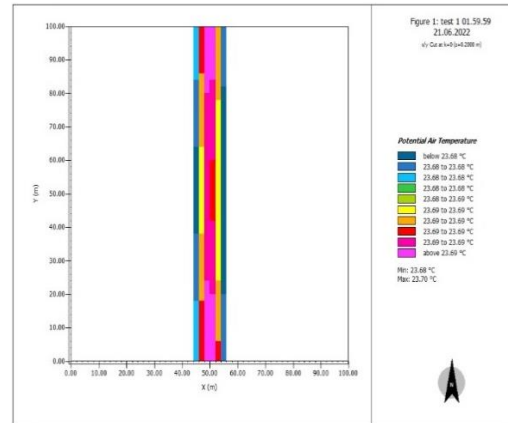 Figure 1: test 1 01.59.59
21.06.2022
x/y Cut at k=0 (z=0.2000 m)
100.00
90.00
80.00
70.00
60.00
50.00
40.00
30.00
20.00
10.00
0.00
Y (m)
0.00 10.00 20.00 30.00 40.00 50.00 60.00 70.00 80.00 90.00 100.00
X (m)
Potential Air Temperature
below 23.68 °C
23.68 to 23.68 °C
23.68 to 23.68 °C
23.68 to 23.68 °C
23.68 to 23.69 °C
23.69 to 23.69 °C
23.69 to 23.69 °C
23.69 to 23.69 °C
23.69 to 23.69 °C
above 23.69 °C
Min: 23.68 °C
Max: 23.70 °C
N